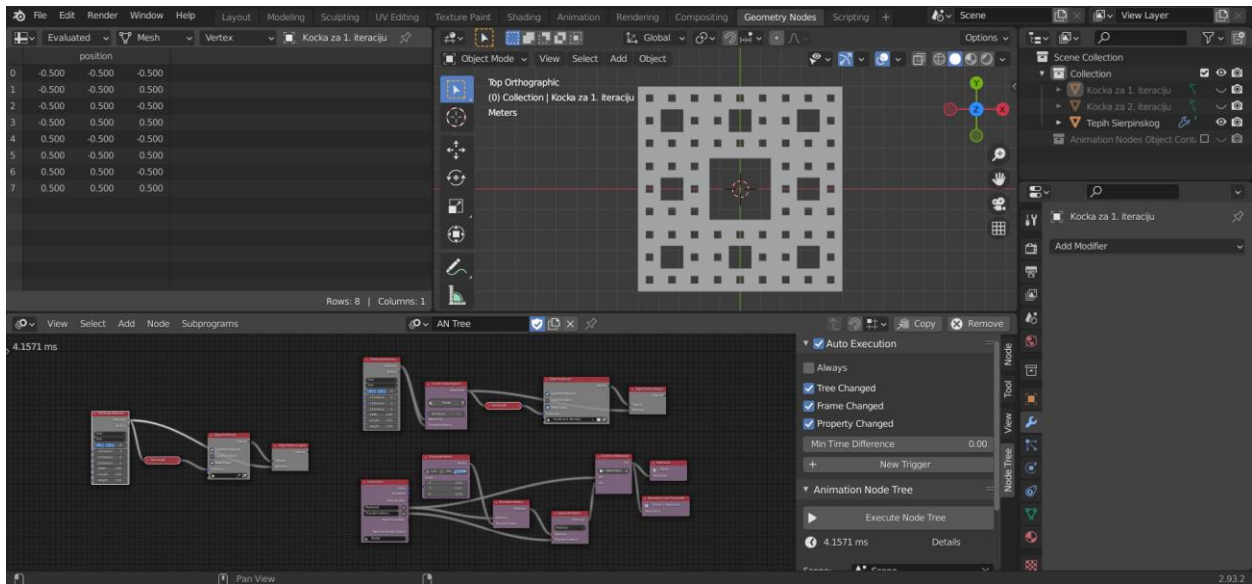 File Edit Render Window Help Layout Modeling Sculpting UV Editing Texture Paint Shading Animation Rendering Compositing Geometry Nodes Scripting + Scene View Layer
Evaluated Mesh Vertex Kocka za 1. iteraciju
position
0 -0.500 -0.500 -0.500
1 -0.500 -0.500 0.500
2 -0.500 0.500 -0.500
3 -0.500 0.500 0.500
4 0.500 -0.500 -0.500
5 0.500 -0.500 0.500
6 0.500 0.500 -0.500
7 0.500 0.500 0.500
Rows: 8 | Columns: 1
Global Options
Object Mode View Select Add Object
Top Orthographic
(0) Collection | Kocka za 1. iteraciju
Meters
Y
Z
X
Scene Collection
Collection
Kocka za 1. iteraciju
Kocka za 2. iteraciju
Tepih Sierpinskog
Animation Nodes Object Cont
Kocka za 1. iteraciju
Add Modifier
View Select Add Node Subprograms AN Tree Copy Remove
4.1571 ms
Auto Execution
Always
Tree Changed
Frame Changed
Property Changed
Min Time Difference 0.00
+ New Trigger
Animation Node Tree
Execute Node Tree
4.1571 ms Details
Scene
Node
Tool
View
Node Tree
Pan View
2.93.2